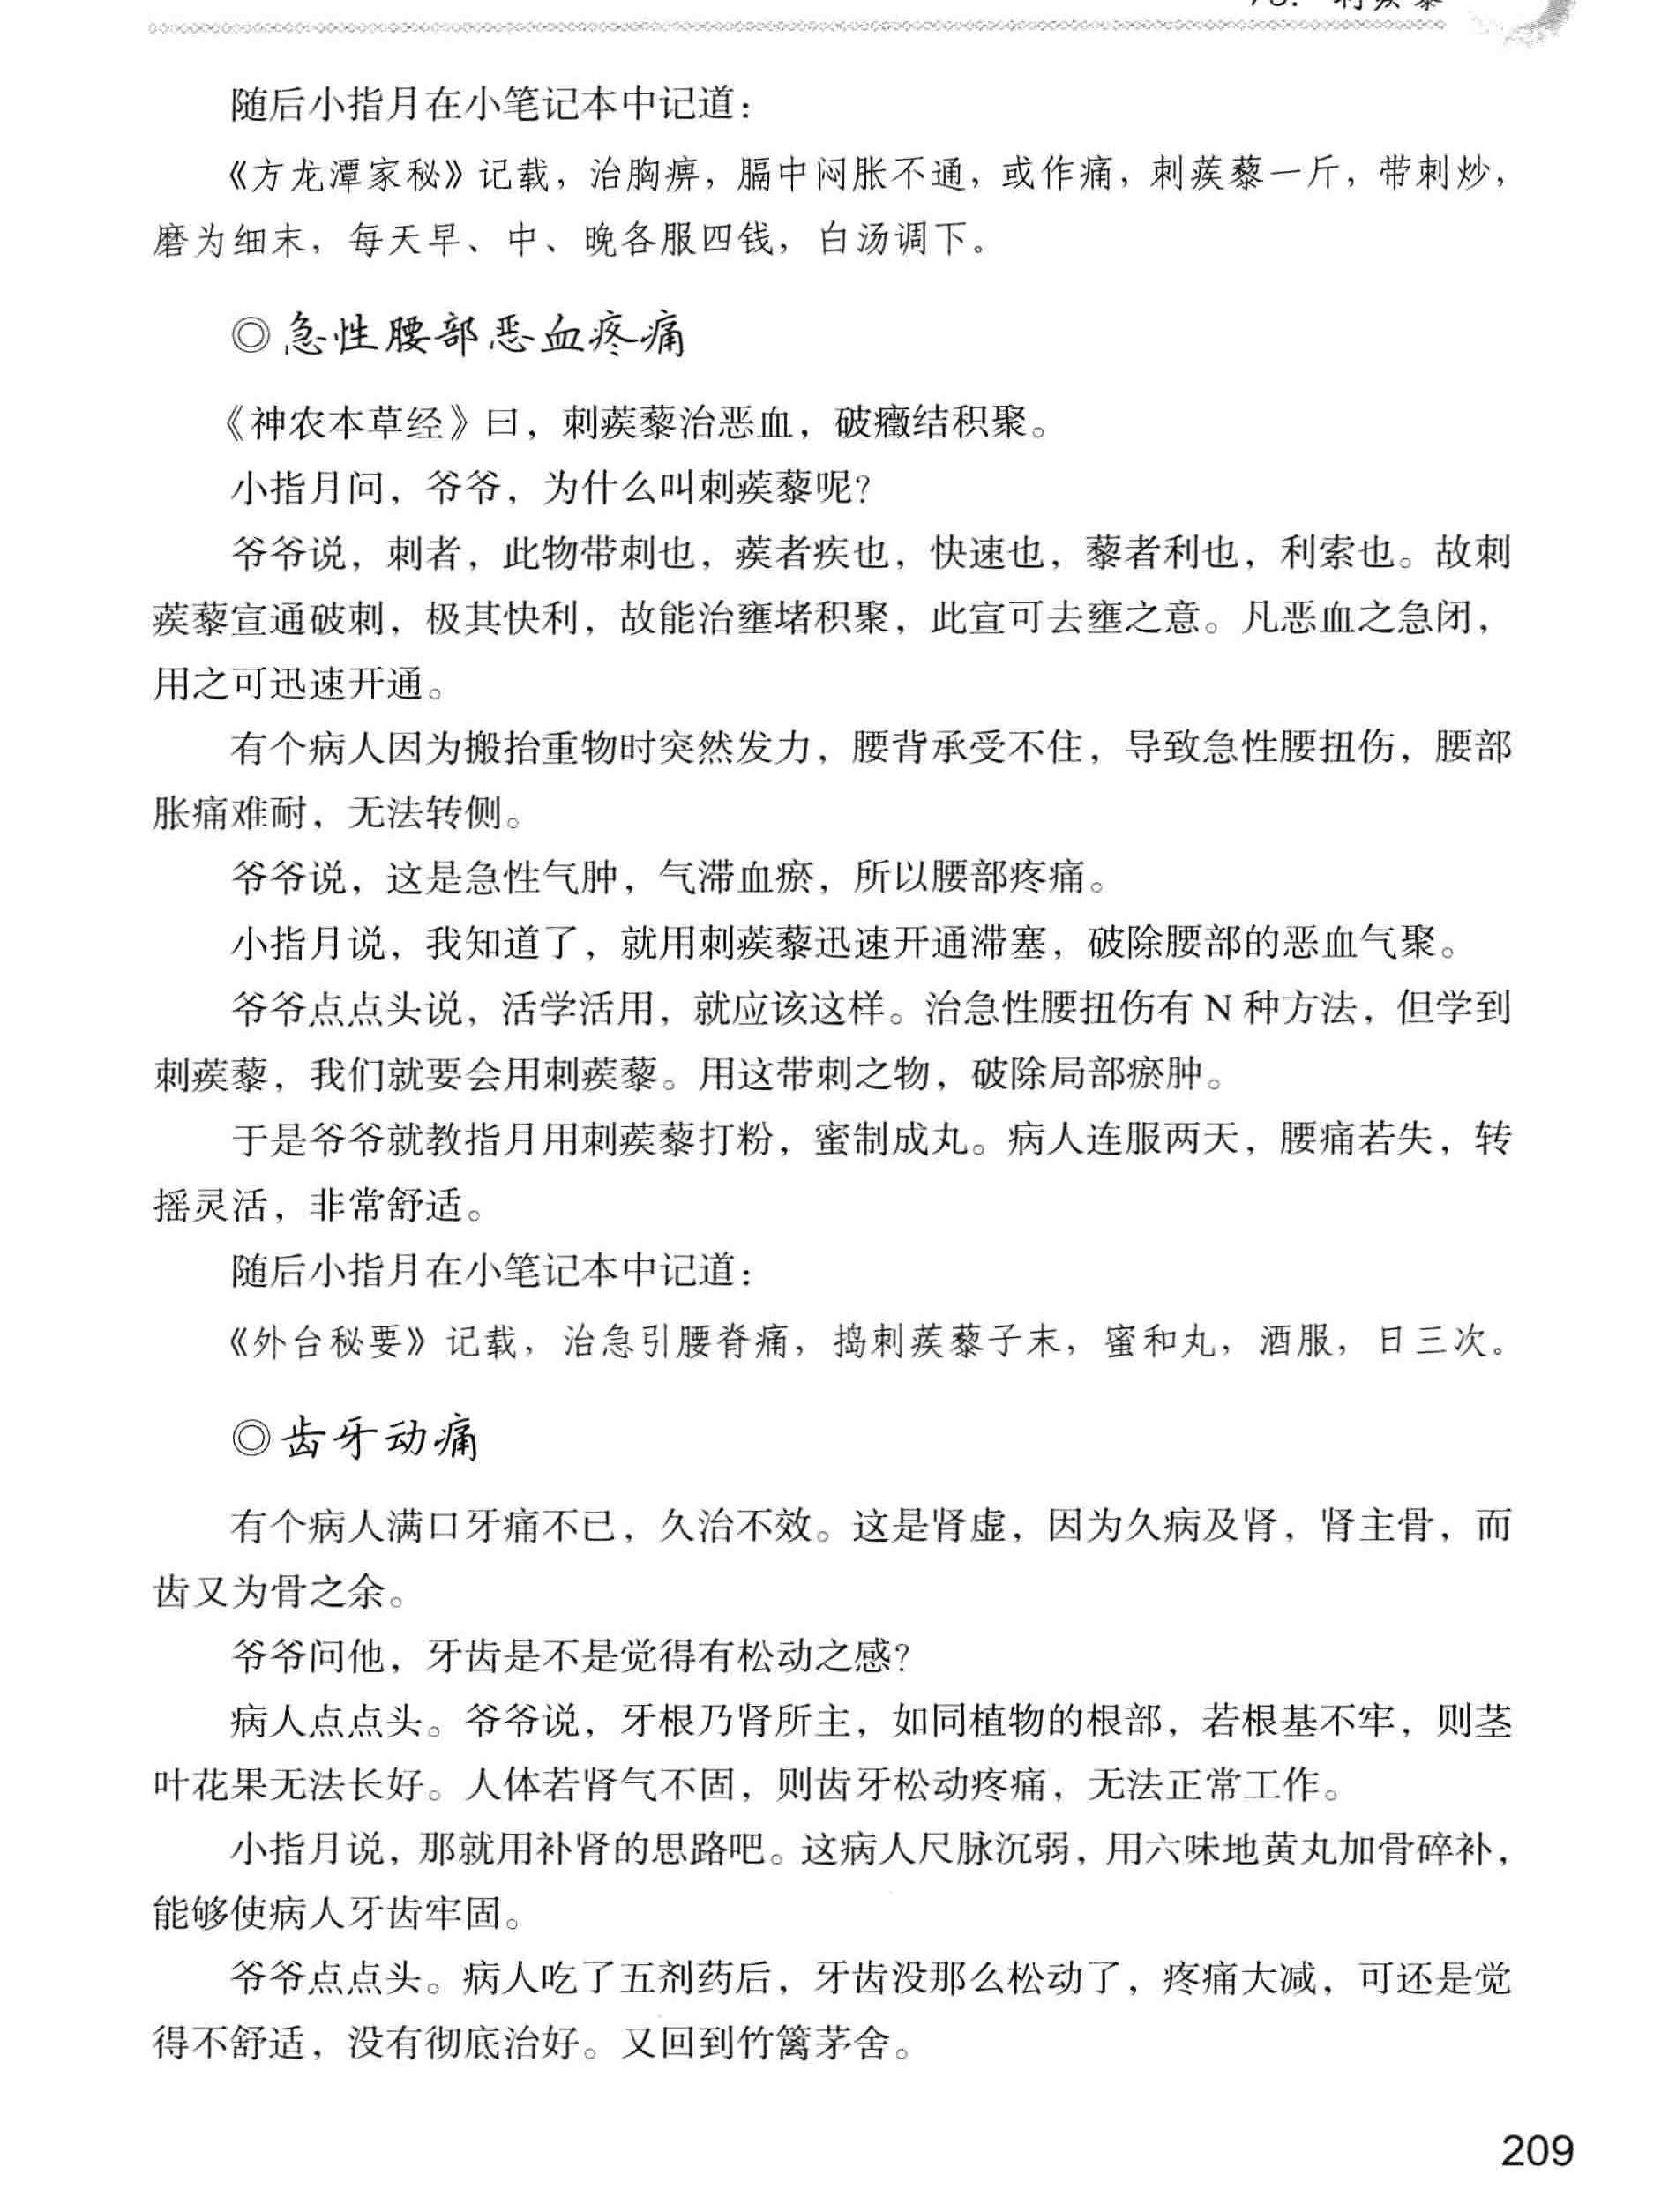 刺蒺藜
随后小指月在小笔记本中记道：
《方龙潭家秘》记载，治胸痹，膈中闷胀不通，或作痛，刺蒺藜一斤，带刺炒，
磨为细末，每天早、中、晚各服四钱，白汤调下。
◎急性腰部恶血疼痛
《神农本草经》曰，刺蒺藜治恶血，破癥结积聚。
小指月问，爷爷，为什么叫刺蒺藜呢？
爷爷说，刺者，此物带刺也，蒺者疾也，快速也，藜者利也，利索也。故刺
蒺藜宣通破刺，极其快利，故能治壅堵积聚，此宣可去壅之意。凡恶血之急闭，
用之可迅速开通。
有个病人因为搬抬重物时突然发力，腰背承受不住，导致急性腰扭伤，腰部
胀痛难耐，无法转侧。
爷爷说，这是急性气肿，气滞血瘀，所以腰部疼痛。
小指月说，我知道了，就用刺蒺藜迅速开通滞塞，破除腰部的恶血气聚。
爷爷点点头说，活学活用，就应该这样。治急性腰扭伤有 N 种方法，但学到
刺蒺藜，我们就要会用刺蒺藜。用这带刺之物，破除局部瘀肿。
于是爷爷就教指月用刺蒺藜打粉，蜜制成丸。病人连服两天，腰痛若失，转
摇灵活，非常舒适。
随后小指月在小笔记本中记道：
《外台秘要》记载，治急引腰脊痛，捣刺蒺藜子末，蜜和丸，酒服，日三次。
◎齿牙动痛
有个病人满口牙痛不已，久治不效。这是肾虚，因为久病及肾，肾主骨，而
齿又为骨之余。
爷爷问他，牙齿是不是觉得有松动之感？
病人点点头。爷爷说，牙根乃肾所主，如同植物的根部，若根基不牢，则茎
叶花果无法长好。人体若肾气不固，则齿牙松动疼痛，无法正常工作。
小指月说，那就用补肾的思路吧。这病人尺脉沉弱，用六味地黄丸加骨碎补，
能够使病人牙齿牢固。
爷爷点点头。病人吃了五剂药后，牙齿没那么松动了，疼痛大减，可还是觉
得不舒适，没有彻底治好。又回到竹篱茅舍。
209